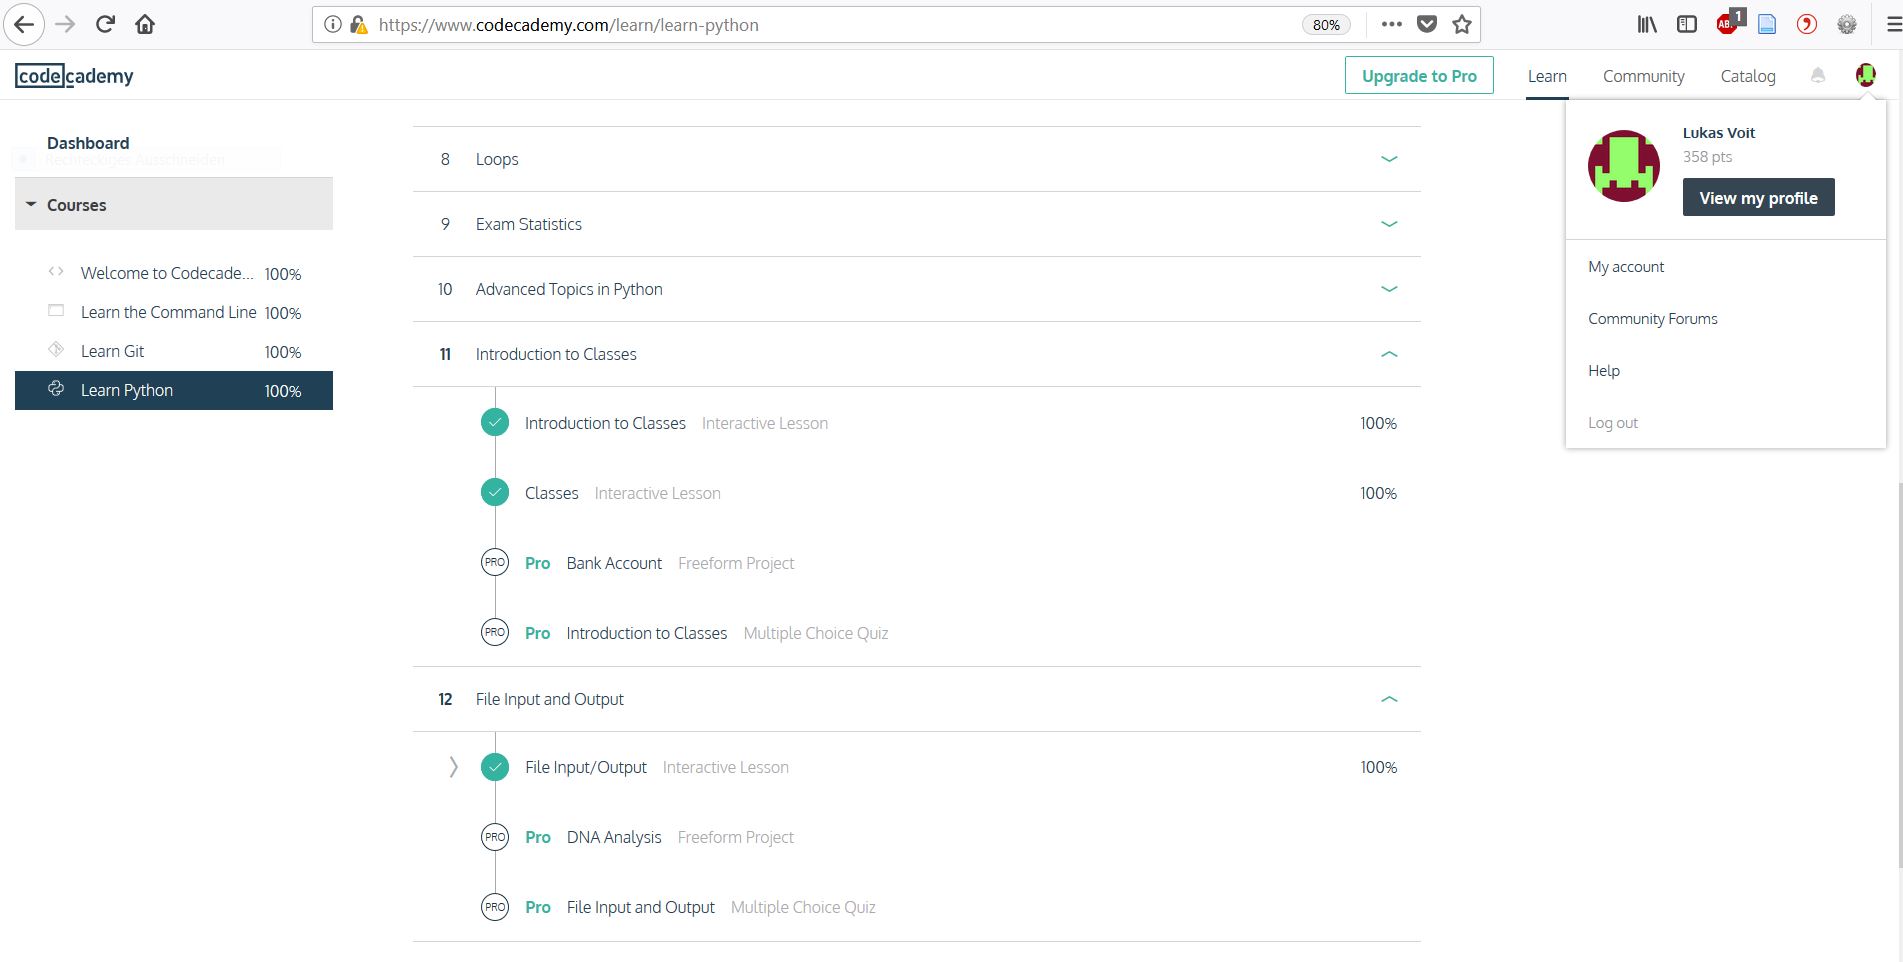 https://www.codecademy.com/learn/learn-python
80%
1
codecademy
Upgrade to Pro
Learn
Community
Catalog
Dashboard
Rechteckiges Ausschneiden
Courses
Welcome to Codecade... 100%
Learn the Command Line 100%
Learn Git 100%
Learn Python 100%
8 Loops
9 Exam Statistics
10 Advanced Topics in Python
11 Introduction to Classes
Introduction to Classes Interactive Lesson 100%
Classes Interactive Lesson 100%
PRO Pro Bank Account Freeform Project
PRO Pro Introduction to Classes Multiple Choice Quiz
12 File Input and Output
File Input/Output Interactive Lesson 100%
PRO Pro DNA Analysis Freeform Project
PRO Pro File Input and Output Multiple Choice Quiz
Lukas Voit
358 pts
View my profile
My account
Community Forums
Help
Log out